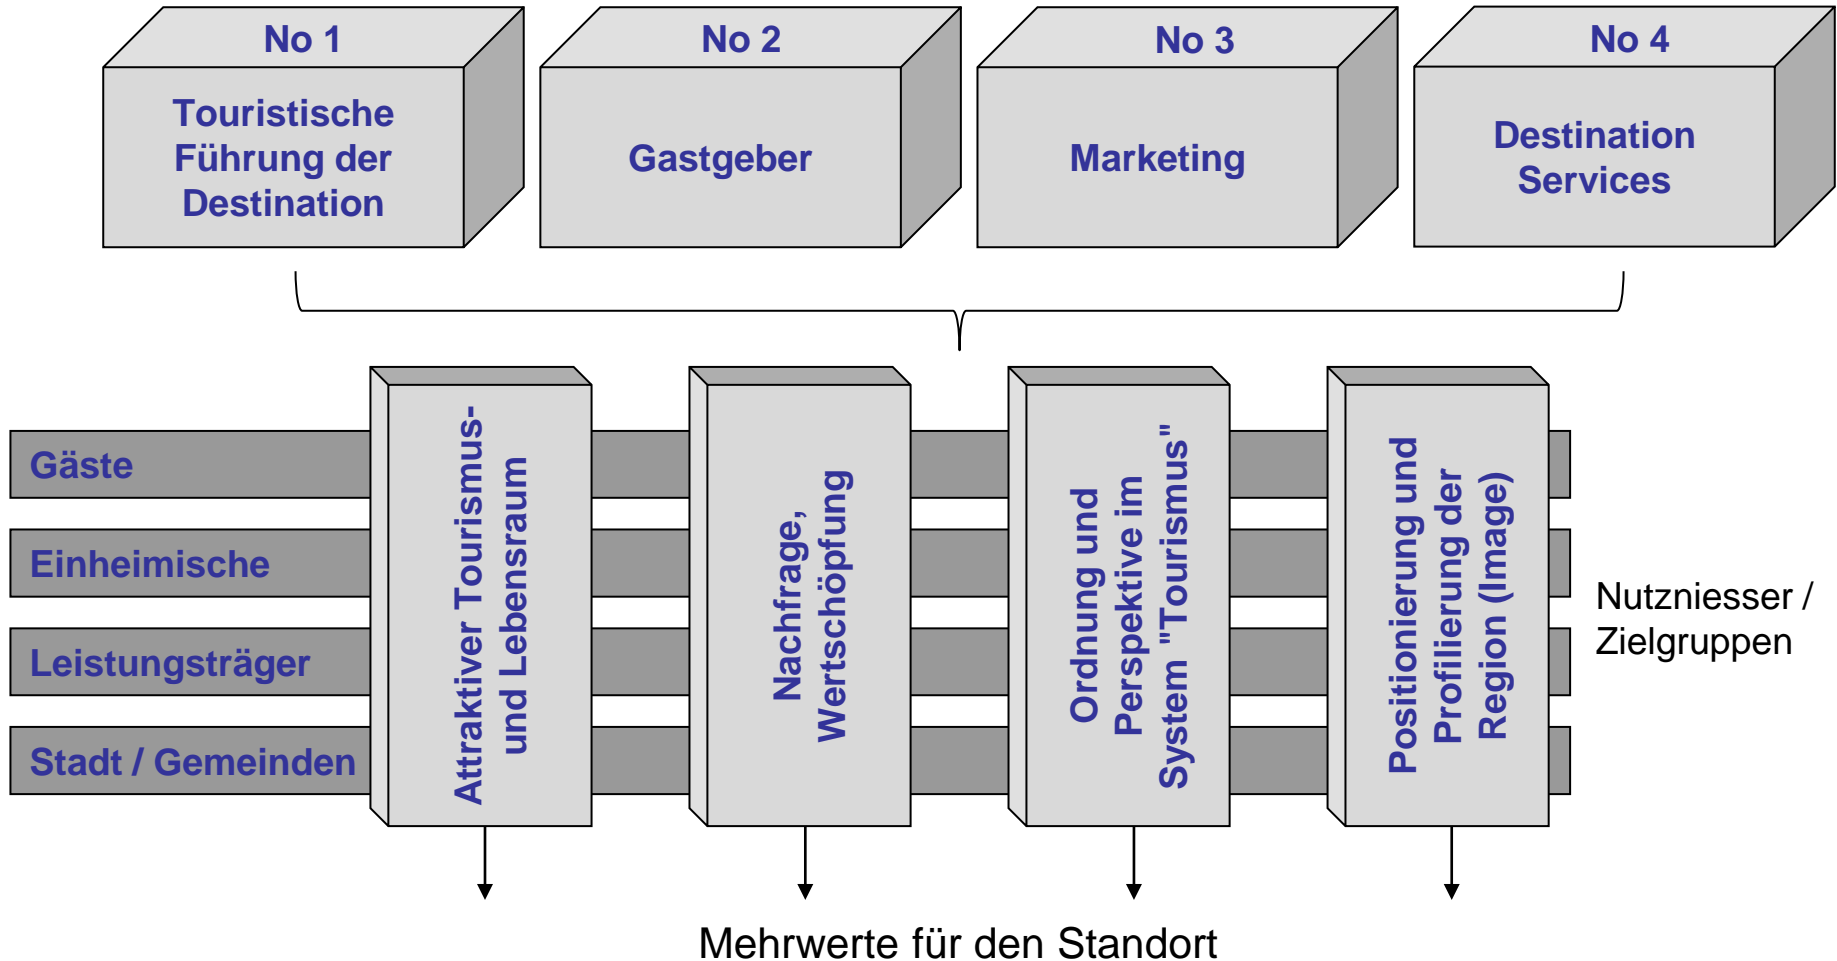 No 1
Touristische
Führung der
Destination
No 2
Gastgeber
No 3
Marketing
No 4
Destination
Services
Gäste
Einheimische
Leistungsträger
Stadt / Gemeinden
Attraktiver Tourismus-
und Lebensraum
Nachfrage,
Wertschöpfung
Ordnung und
Perspektive im
System "Tourismus"
Positionierung und
Profilierung der
Region (Image)
Nutzniesser /
Zielgruppen
Mehrwerte für den Standort